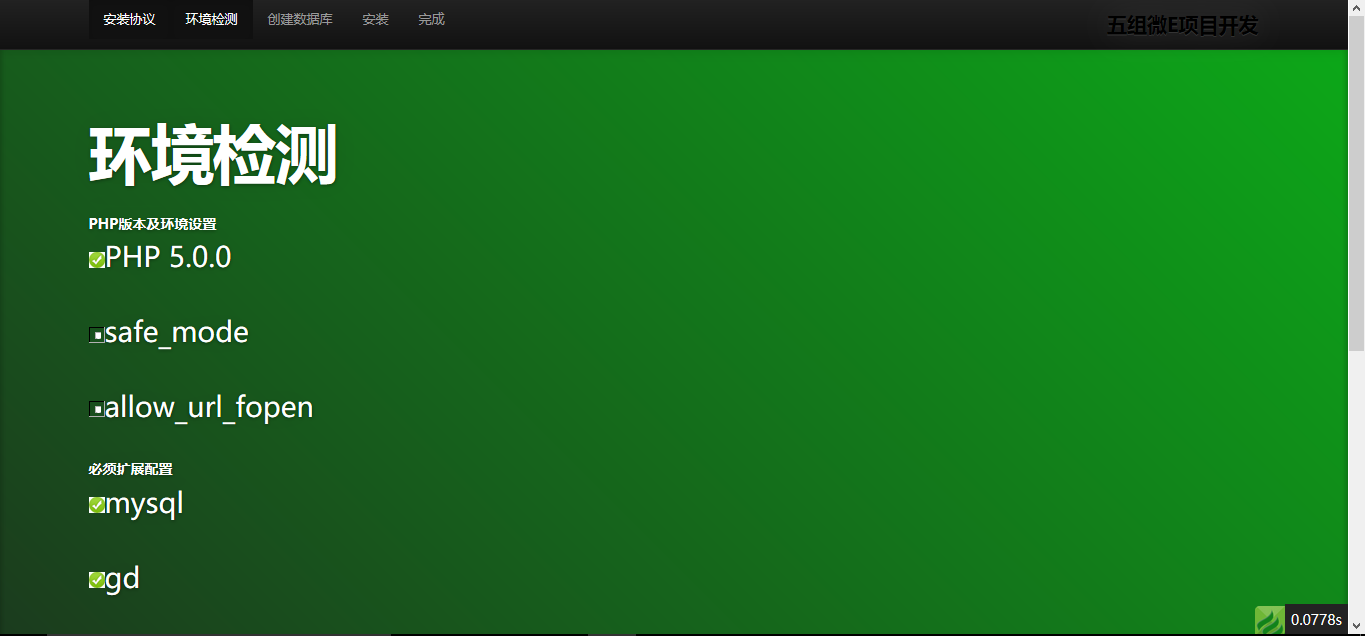 安装协议 环境检测 创建数据库 安装 完成 五组微E项目开发
环境检测
PHP版本及环境设置
PHP 5.0.0
safe_mode
allow_url_fopen
必须扩展配置
mysql
gd
0.0778s